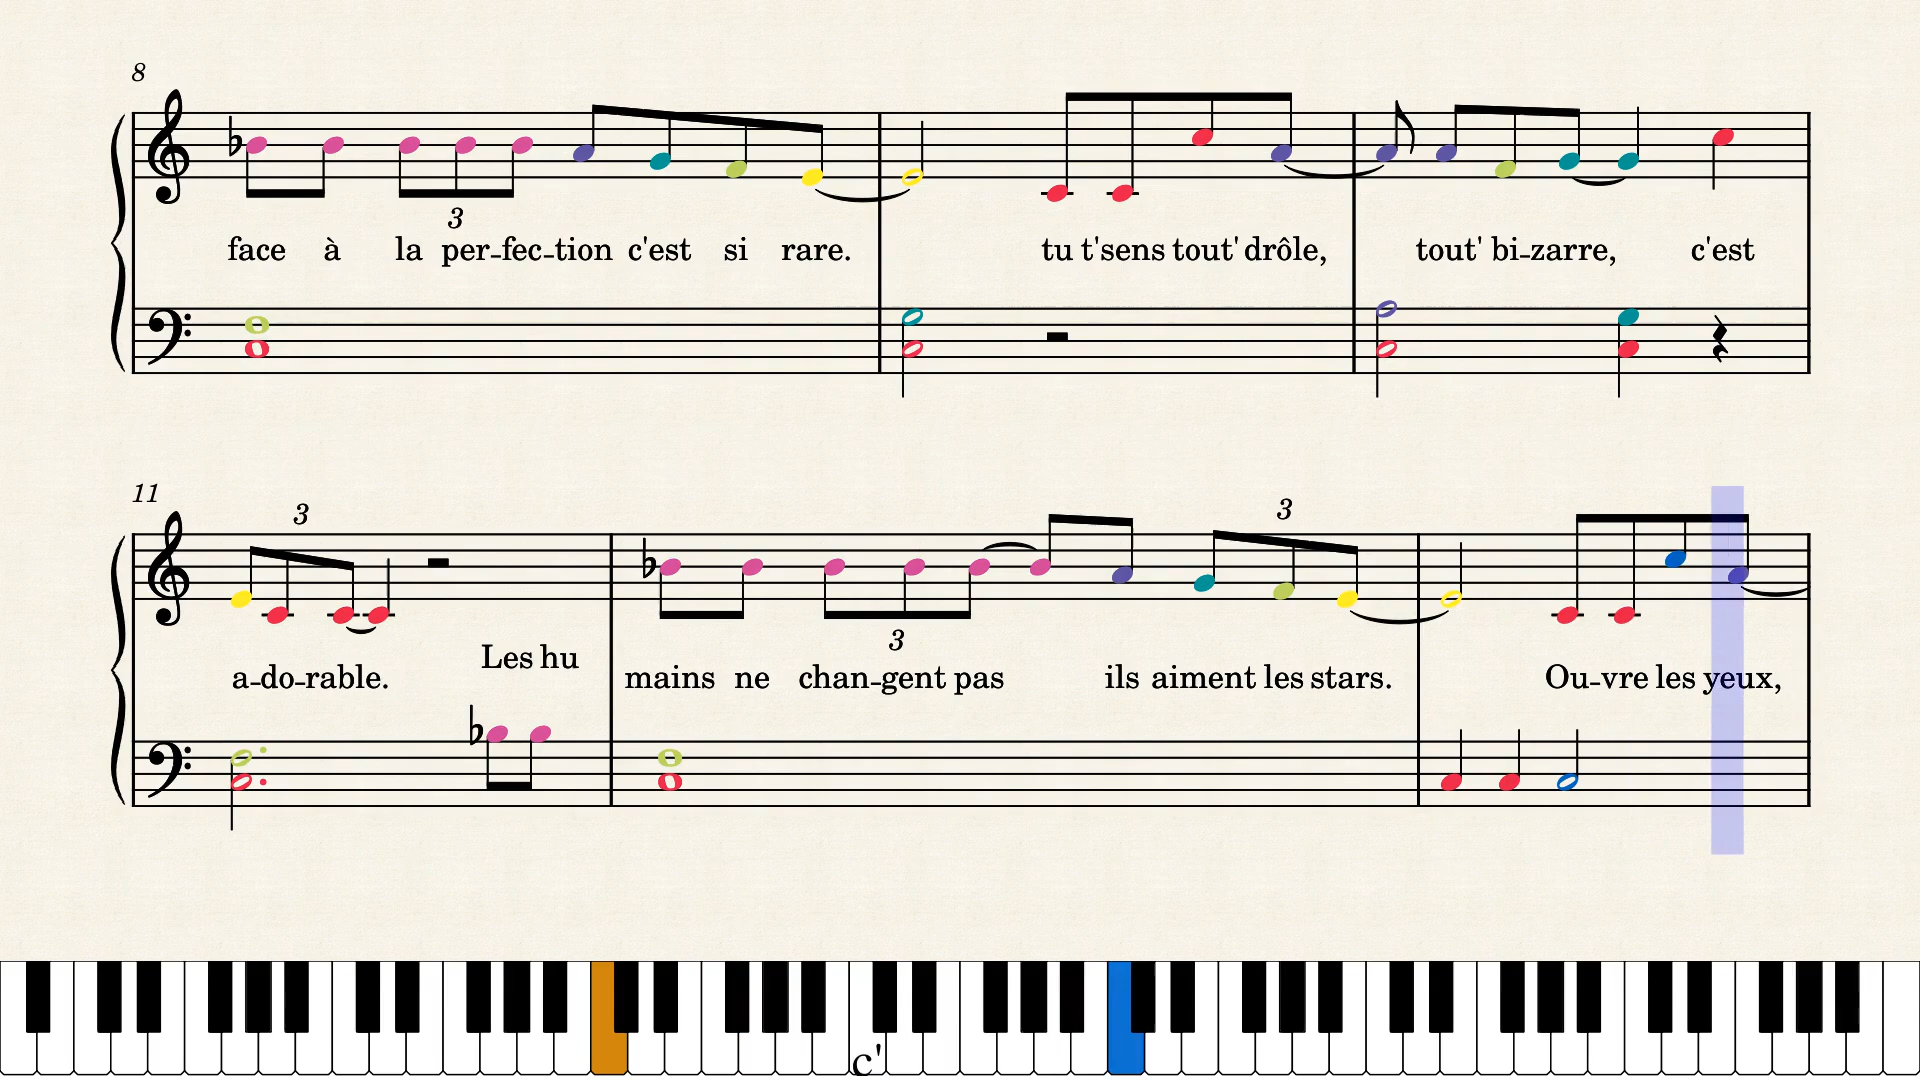 8
3
face à la per-fec-tion c'est si rare. tu t'sens tout' drôle, tout' bi-zarre, c'est
11
3 3
3
Les hu
a-do-rable. mains ne chan-gent pas ils aiment les stars. Ou-vre les yeux,
c'